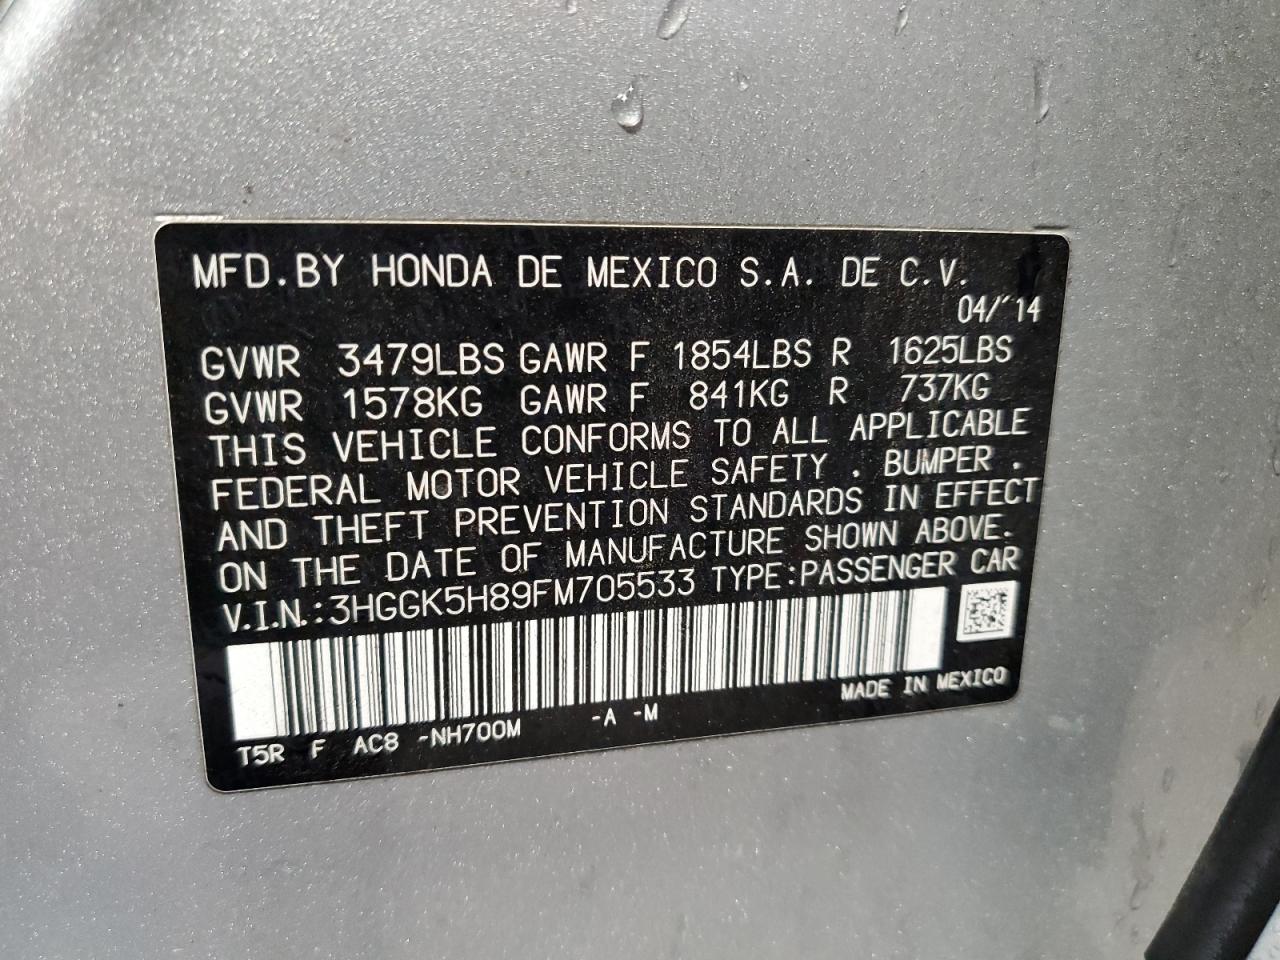 MFD.BY HONDA DE MEXICO S.A. DE C.V.
04/'14
GVWR 3479LBS GAWR F 1854LBS R 1625LBS
GVWR 1578KG GAWR F 841KG R 737KG
THIS VEHICLE CONFORMS TO ALL APPLICABLE
FEDERAL MOTOR VEHICLE SAFETY . BUMPER .
AND THEFT PREVENTION STANDARDS IN EFFECT
ON THE DATE OF MANUFACTURE SHOWN ABOVE.
V.I.N.:3HGGK5H89FM705533 TYPE:PASSENGER CAR
MADE IN MEXICO
T5R F AC8 -NH700M -A -M